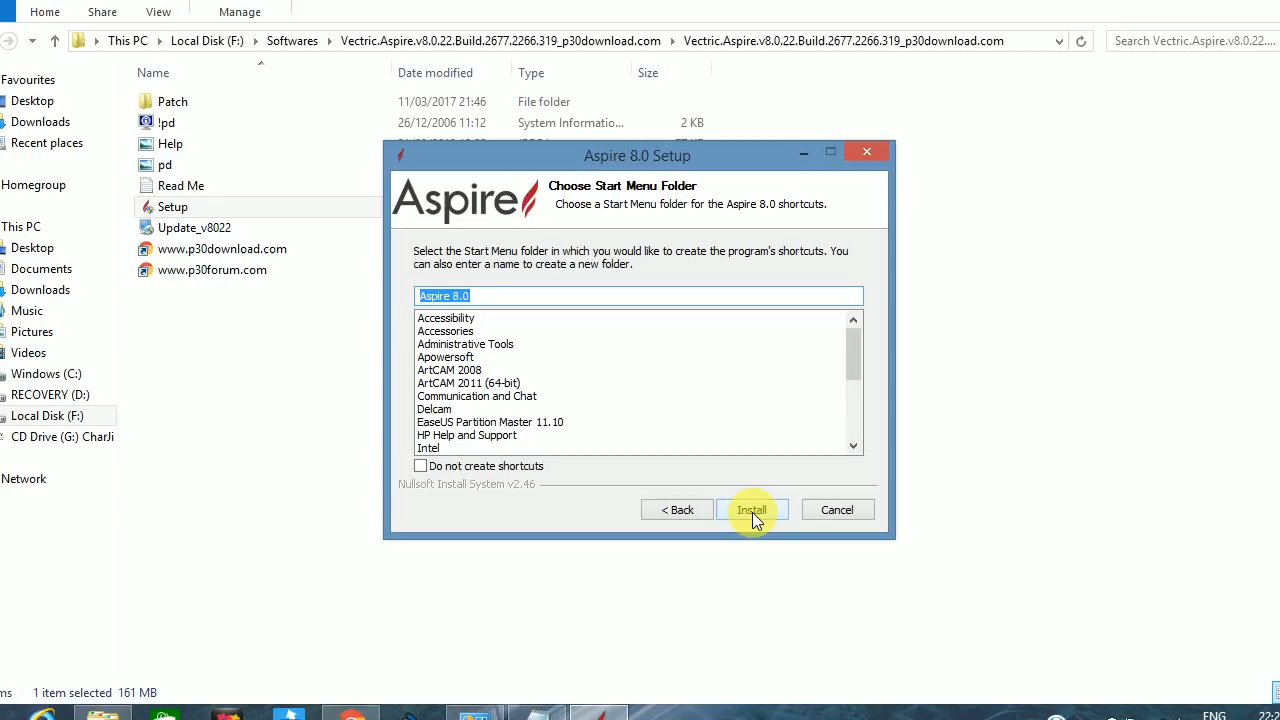 Home Share View Manage
This PC Local Disk (F:) Softwares Vectric.Aspire.v8.0.22.Build.2677.2266.319_p30download.com Vectric.Aspire.v8.0.22.Build.2677.2266.319_p30download.com Search Vectric.Aspire.v8.0.22....
Favourites
Desktop
Downloads
Recent places
Homegroup
This PC
Desktop
Documents
Downloads
Music
Pictures
Videos
Windows (C:)
RECOVERY (D:)
Local Disk (F:)
CD Drive (G:) CharJi
Network
Name Date modified Type Size
Patch 11/03/2017 21:46 File folder
!pd 26/12/2006 11:12 System Informatio... 2 KB
Help
pd
Read Me
Setup
Update_v8022
www.p30download.com
www.p30forum.com
Aspire 8.0 Setup
Aspire
Choose Start Menu Folder
Choose a Start Menu folder for the Aspire 8.0 shortcuts.
Select the Start Menu folder in which you would like to create the program's shortcuts. You
can also enter a name to create a new folder.
Aspire 8.0
Accessibility
Accessories
Administrative Tools
Apowersoft
ArtCAM 2008
ArtCAM 2011 (64-bit)
Communication and Chat
Delcam
EaseUS Partition Master 11.10
HP Help and Support
Intel
Do not create shortcuts
Nullsoft Install System v2.46
< Back Install Cancel
1 item selected 161 MB
ENG